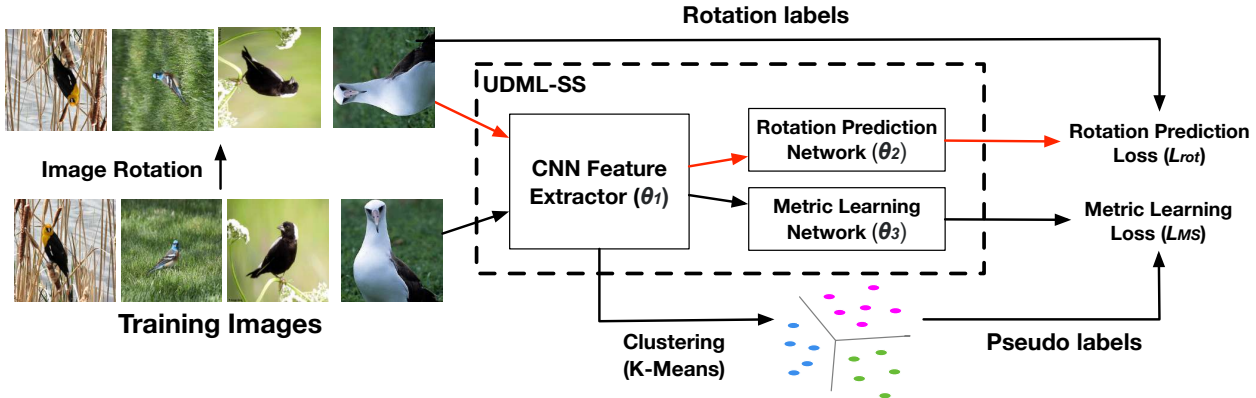 Rotation labels
UDML-SS
Image Rotation
CNN Feature
Extractor (θ1)
Rotation Prediction
Network (θ2)
Rotation Prediction
Loss (Lrot)
Metric Learning
Network (θ3)
Metric Learning
Loss (LMS)
Training Images
Clustering
(K-Means)
Pseudo labels